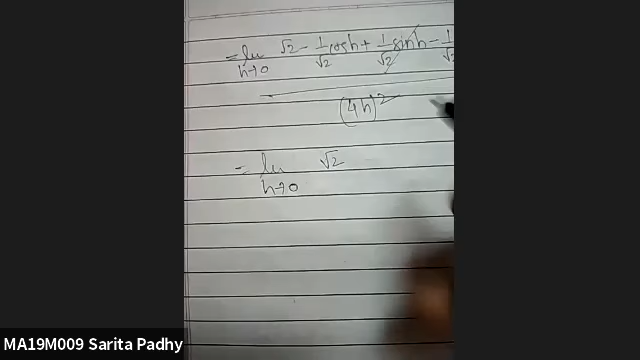 = lim h→0 √2 - 1/√2 cosh + 1/√2 sinh - 1/√2
(4h)²
= lim h→0 √2
MA19M009 Sarita Padhy